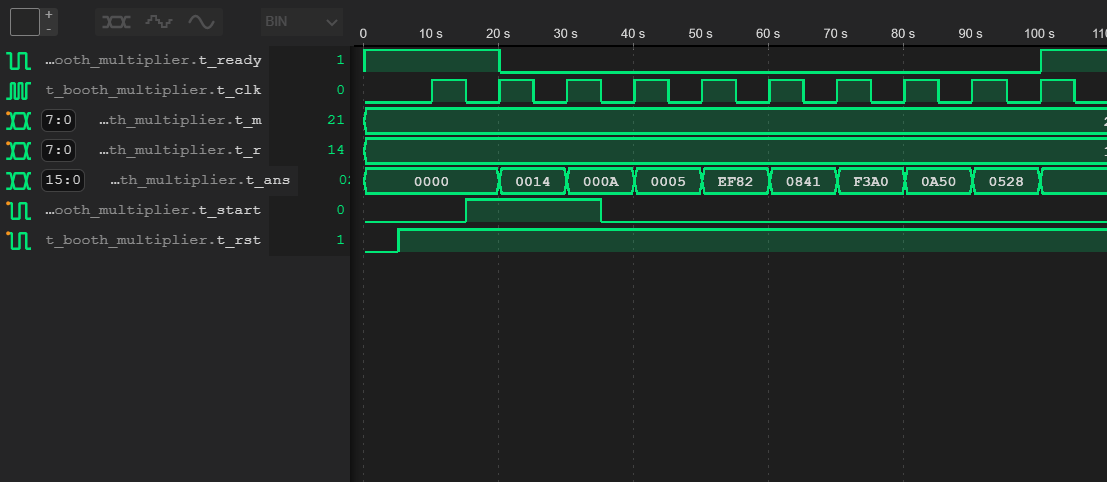 +
-
BIN
0 10 s 20 s 30 s 40 s 50 s 60 s 70 s 80 s 90 s 100 s 110
…ooth_multiplier.t_ready 1
t_booth_multiplier.t_clk 0
7:0 …th_multiplier.t_m 21
7:0 …th_multiplier.t_r 14
15:0 …th_multiplier.t_ans 0 0000 0014 000A 0005 EF82 0841 F3A0 0A50 0528
…ooth_multiplier.t_start 0
t_booth_multiplier.t_rst 1